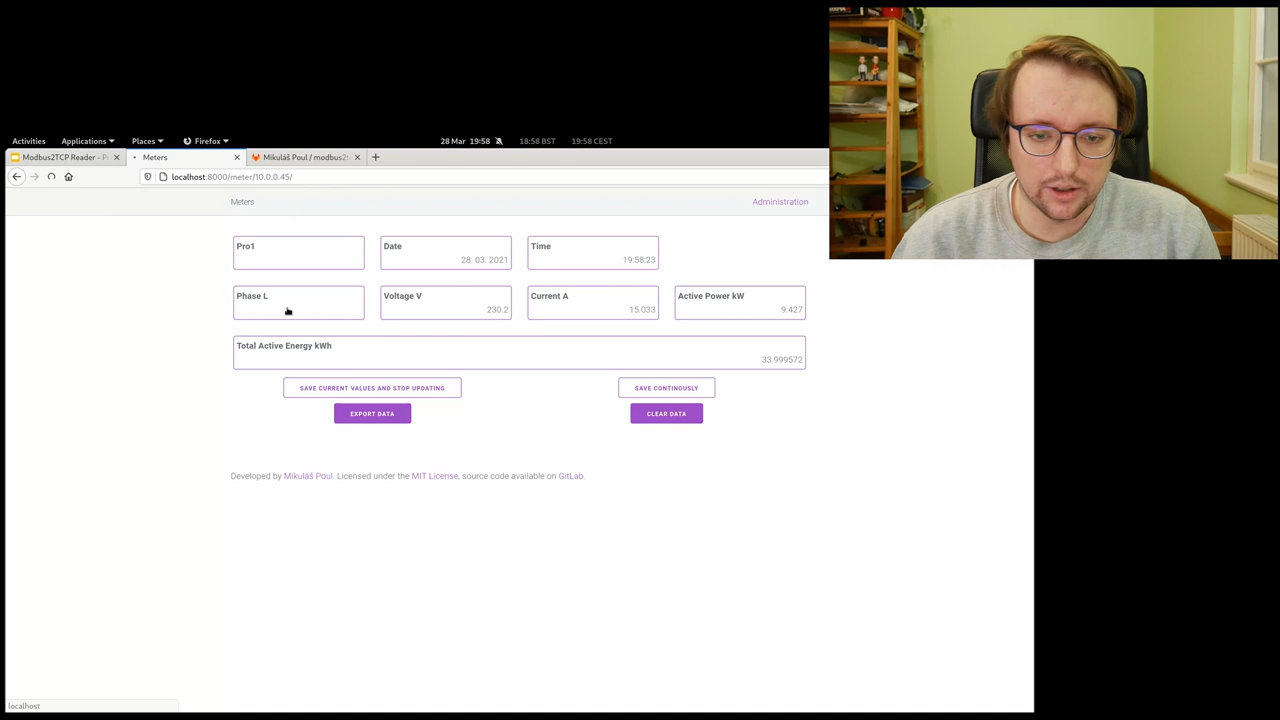 Activities Applications Places Firefox 28 Mar 19:58 18:58 BST 19:58 CEST
Modbus2TCP Reader - P Meters Mikuláš Poul / modbus2
localhost:8000/meter/10.0.0.45/
Meters Administration
Pro1 Date Time
28. 03. 2021 19:58:23
Phase L Voltage V Current A Active Power kW
230.2 15.033 9.427
Total Active Energy kWh
33.999572
SAVE CURRENT VALUES AND STOP UPDATING SAVE CONTINOUSLY
EXPORT DATA CLEAR DATA
Developed by Mikuláš Poul. Licensed under the MIT License, source code available on GitLab.
localhost